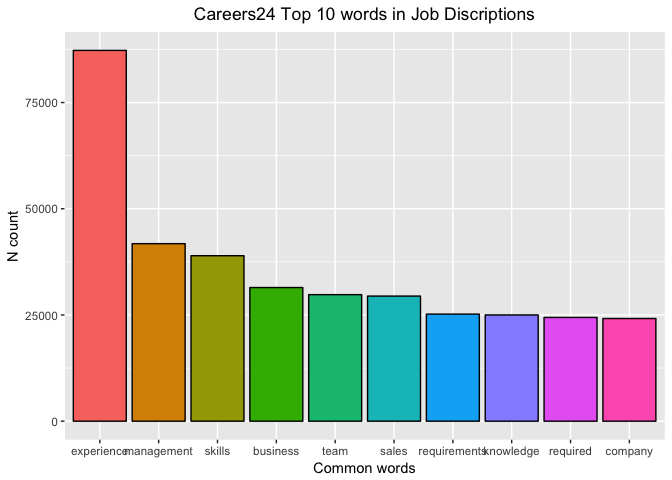 Careers24 Top 10 words in Job Discriptions
75000
50000
25000
0
N count
experience management skills business team sales requirements knowledge required company
Common words